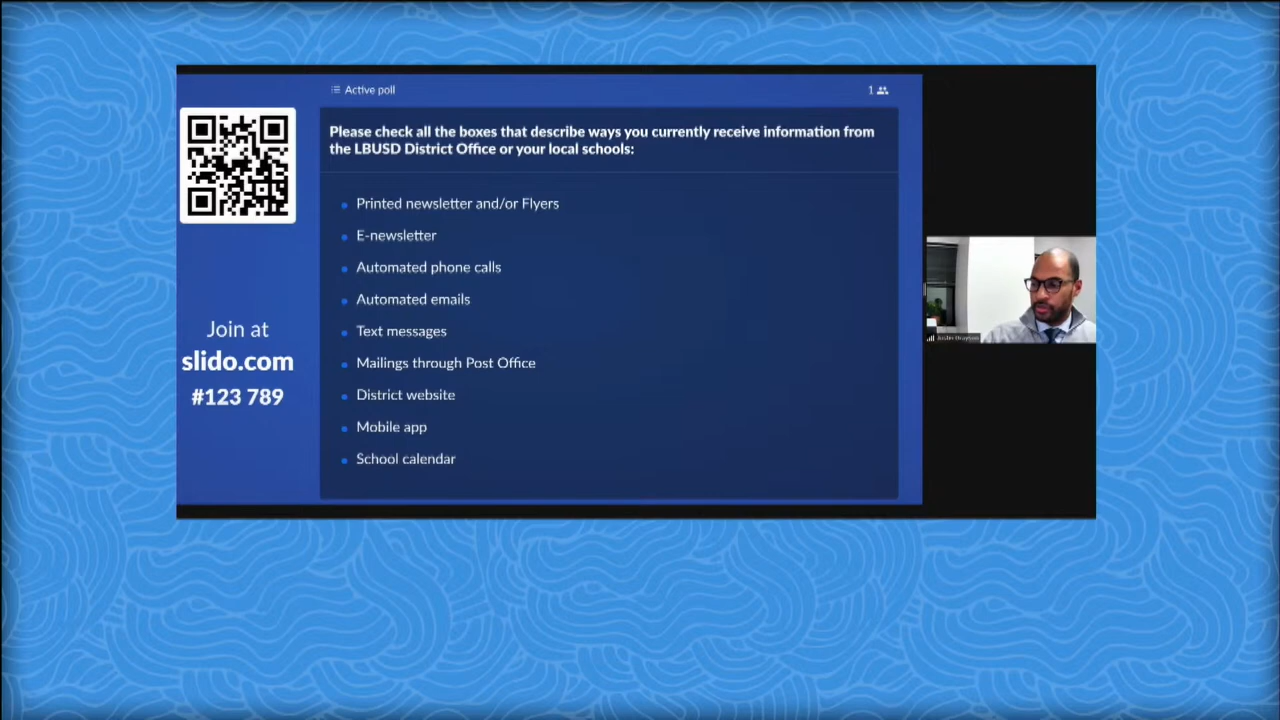 Active poll
1
Please check all the boxes that describe ways you currently receive information from
the LBUSD District Office or your local schools:
Printed newsletter and/or Flyers
E-newsletter
Automated phone calls
Automated emails
Text messages
Mailings through Post Office
District website
Mobile app
School calendar
Join at
slido.com
#123 789